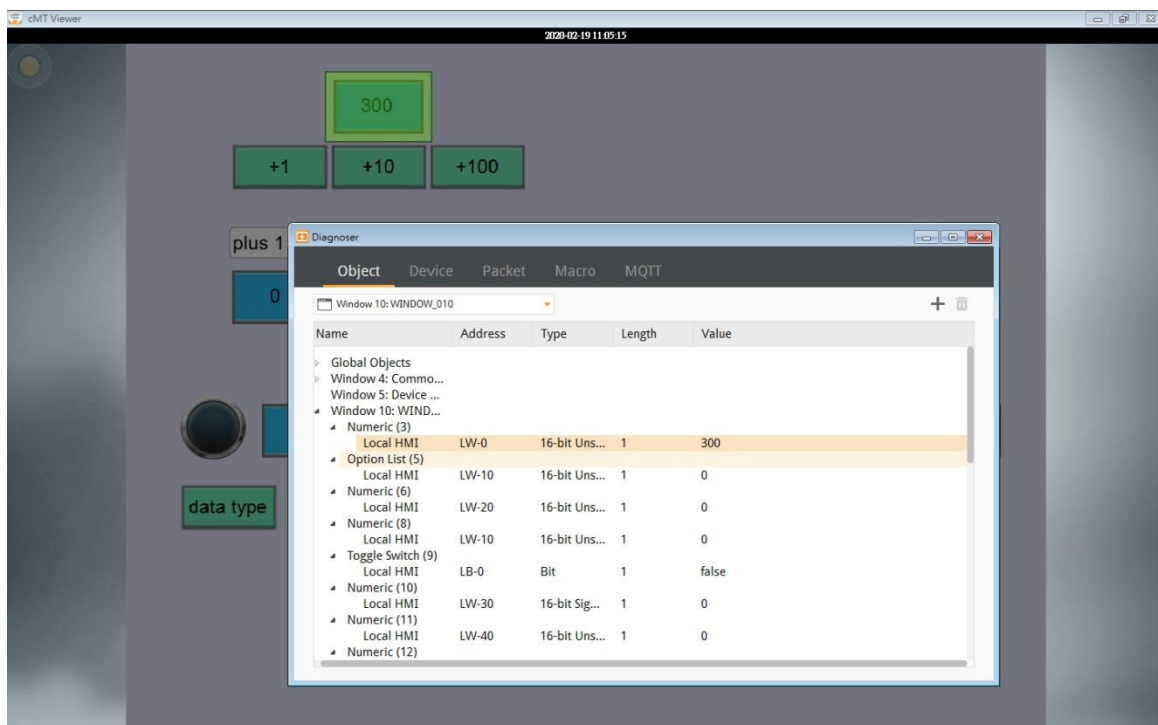 cMT Viewer
2020-02-19 11:05:15
300
+1 +10 +100
plus 1
0
data type
Diagnoser
Object Device Packet Macro MQTT
Window 10: WINDOW_010
Name Address Type Length Value
Global Objects
Window 4: Commo...
Window 5: Device ...
Window 10: WIND...
Numeric (3)
Local HMI LW-0 16-bit Uns... 1 300
Option List (5)
Local HMI LW-10 16-bit Uns... 1 0
Numeric (6)
Local HMI LW-20 16-bit Uns... 1 0
Numeric (8)
Local HMI LW-10 16-bit Uns... 1 0
Toggle Switch (9)
Local HMI LB-0 Bit 1 false
Numeric (10)
Local HMI LW-30 16-bit Sig... 1 0
Numeric (11)
Local HMI LW-40 16-bit Uns... 1 0
Numeric (12)